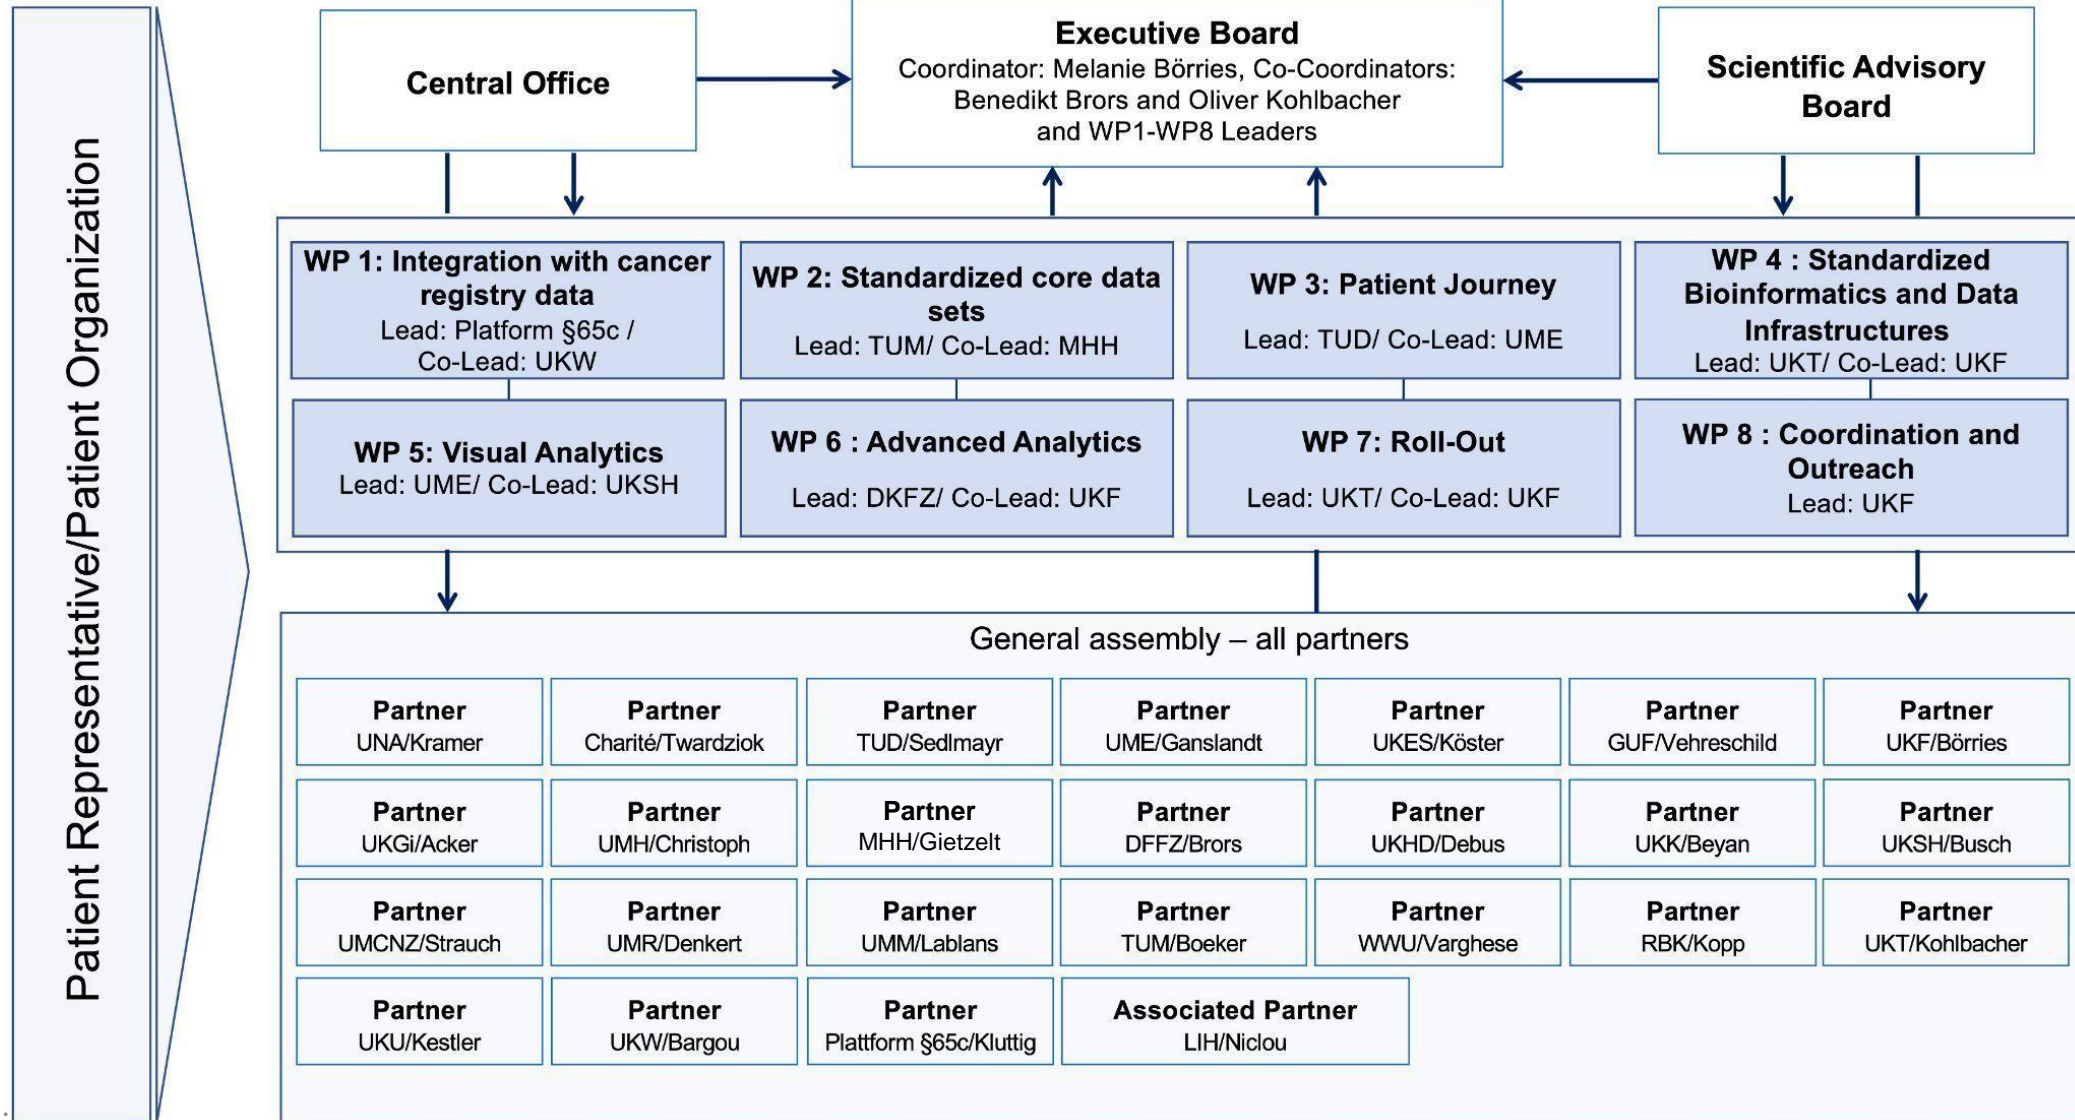 Patient Representative/Patient Organization
Central Office
Executive Board
Coordinator: Melanie Börries, Co-Coordinators:
Benedikt Brors and Oliver Kohlbacher
and WP1-WP8 Leaders
Scientific Advisory
Board
WP 1: Integration with cancer
registry data
Lead: Platform §65c /
Co-Lead: UKW
WP 2: Standardized core data
sets
Lead: TUM/ Co-Lead: MHH
WP 3: Patient Journey
Lead: TUD/ Co-Lead: UME
WP 4 : Standardized
Bioinformatics and Data
Infrastructures
Lead: UKT/ Co-Lead: UKF
WP 5: Visual Analytics
Lead: UME/ Co-Lead: UKSH
WP 6 : Advanced Analytics
Lead: DKFZ/ Co-Lead: UKF
WP 7: Roll-Out
Lead: UKT/ Co-Lead: UKF
WP 8 : Coordination and
Outreach
Lead: UKF
General assembly – all partners
Partner
UNA/Kramer
Partner
Charité/Twardziok
Partner
TUD/Sedlmayr
Partner
UME/Ganslandt
Partner
UKES/Köster
Partner
GUF/Vehreschild
Partner
UKF/Börries
Partner
UKGi/Acker
Partner
UMH/Christoph
Partner
MHH/Gietzelt
Partner
DFFZ/Brors
Partner
UKHD/Debus
Partner
UKK/Beyan
Partner
UKSH/Busch
Partner
UMCNZ/Strauch
Partner
UMR/Denkert
Partner
UMM/Lablans
Partner
TUM/Boeker
Partner
WWU/Varghese
Partner
RBK/Kopp
Partner
UKT/Kohlbacher
Partner
UKU/Kestler
Partner
UKW/Bargou
Partner
Plattform §65c/Kluttig
Associated Partner
LIH/Niclou